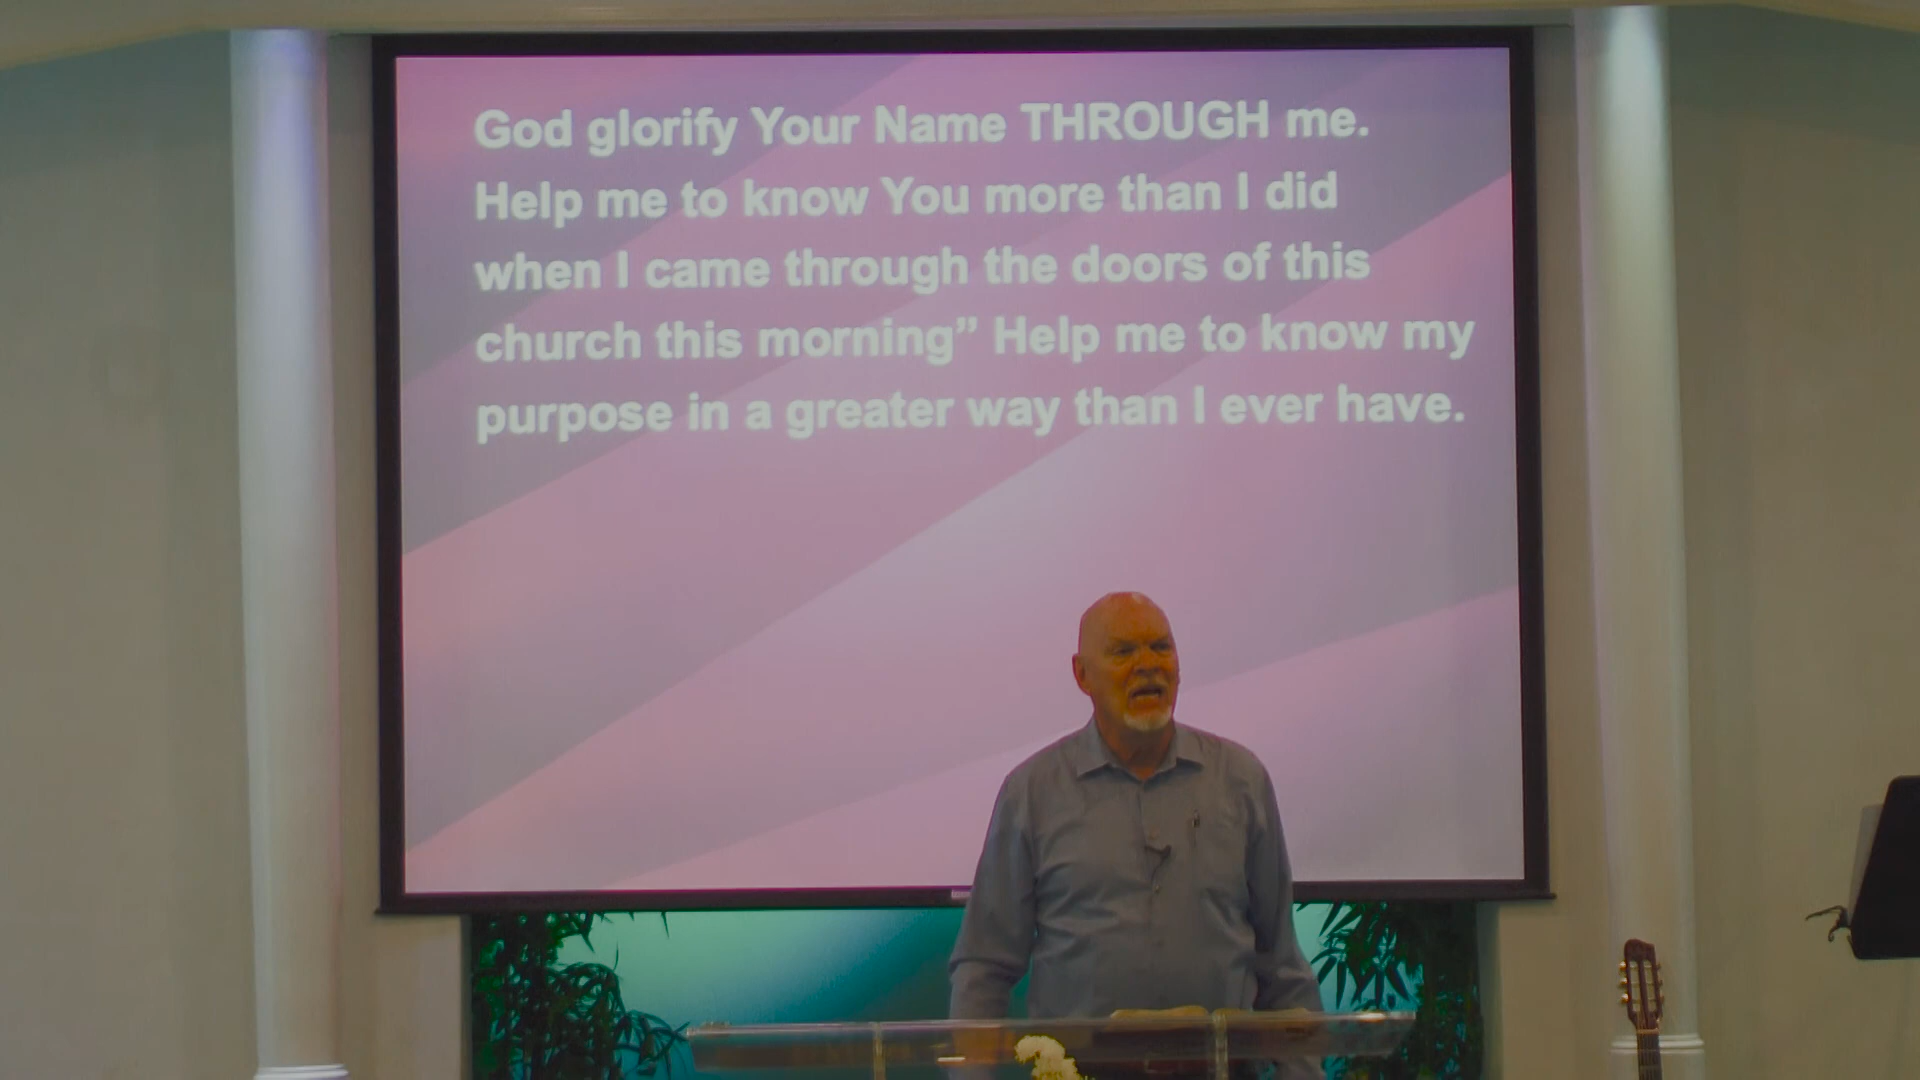 God glorify Your Name THROUGH me.
Help me to know You more than I did
when I came through the doors of this
church this morning” Help me to know my
purpose in a greater way than I ever have.